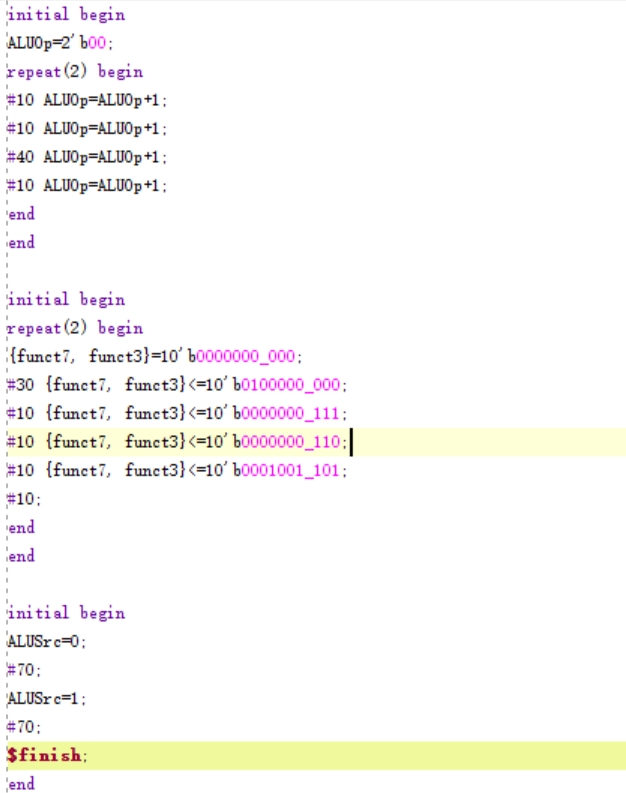 initial begin
ALUOp=2'b00;
repeat(2) begin
#10 ALUOp=ALUOp+1;
#10 ALUOp=ALUOp+1;
#40 ALUOp=ALUOp+1;
#10 ALUOp=ALUOp+1;
end
end
initial begin
repeat(2) begin
{funct7, funct3}=10'b0000000_000;
#30 {funct7, funct3}<=10'b0100000_000;
#10 {funct7, funct3}<=10'b0000000_111;
#10 {funct7, funct3}<=10'b0000000_110;
#10 {funct7, funct3}<=10'b0001001_101;
#10;
end
end
initial begin
ALUSrc=0;
#70;
ALUSrc=1;
#70;
$finish;
end